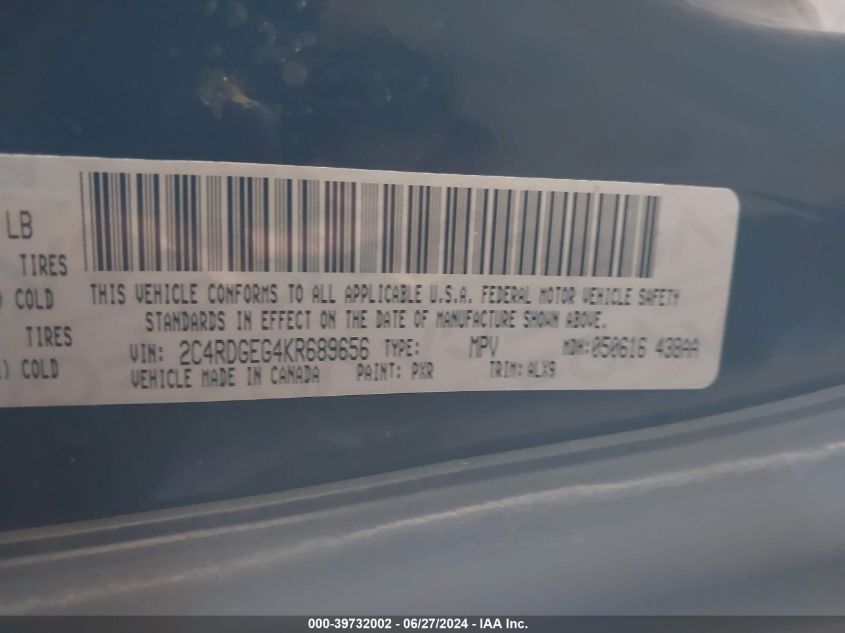 LB
TIRES
) COLD
TIRES
) COLD
THIS VEHICLE CONFORMS TO ALL APPLICABLE U.S.A. FEDERAL MOTOR VEHICLE SAFETY
STANDARDS IN EFFECT ON THE DATE OF MANUFACTURE SHOWN ABOVE.
VIN: 2C4RDGEG4KR689656 TYPE: MPV MDH: 050616 438AA
VEHICLE MADE IN CANADA PAINT: PXR TRIM: ALX9
000-39732002 - 06/27/2024 - IAA Inc.